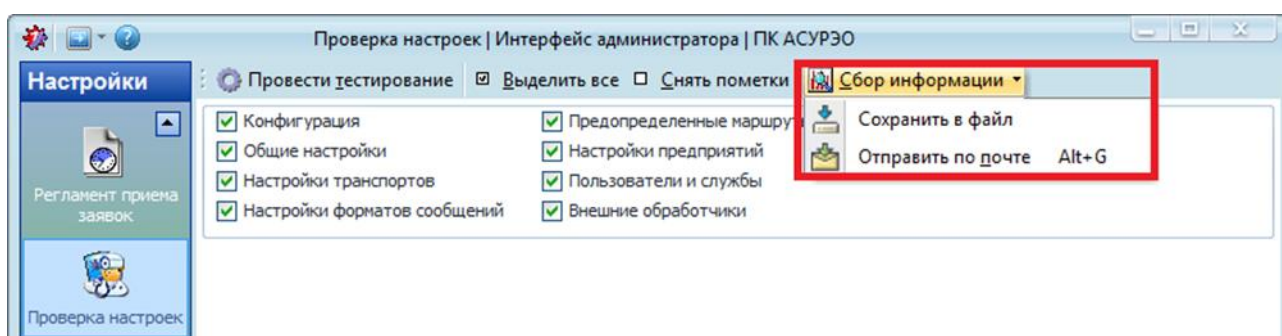 Проверка настроек | Интерфейс администратора | ПК АСУРЭО
Настройки
Провести тестирование Выделить все Снять пометки Сбор информации
Конфигурация Предопределенные
Сохранить в файл
Общие настройки Настройки предприятий
Отправить по почте Alt+G
Настройки транспортов Пользователи и службы
Настройки форматов сообщений Внешние обработчики
Регламент приема
заявок
Проверка настроек